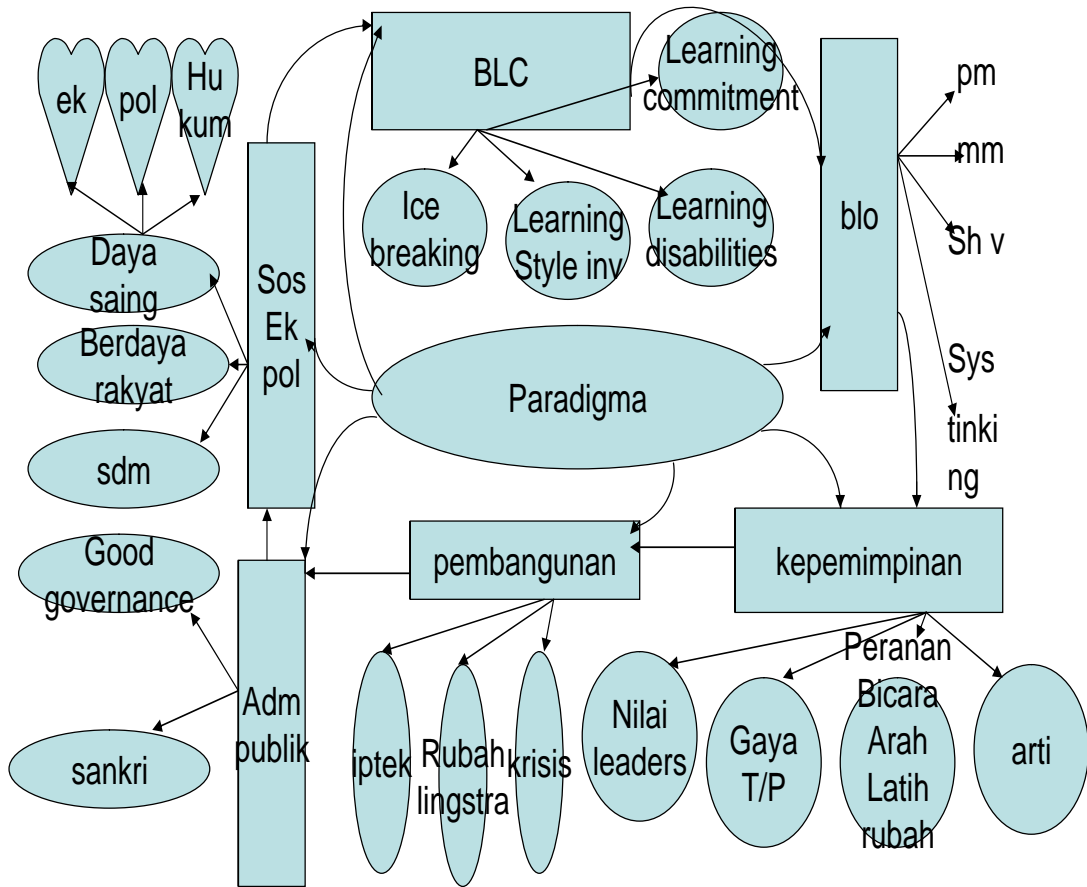 ek
pol
Hu
kum
BLC
Learning
commitment
pm
mm
Sh v
Sys
tinki
ng
blo
Ice
breaking
Learning
Style inv
Learning
disabilities
Daya
saing
Berdaya
rakyat
sdm
Sos
Ek
pol
Paradigma
Good
governance
sankri
Adm
publik
pembangunan
kepemimpinan
iptek
Rubah
lingstra
krisis
Nilai
leaders
Gaya
T/P
Peranan
Bicara
Arah
Latih
rubah
arti